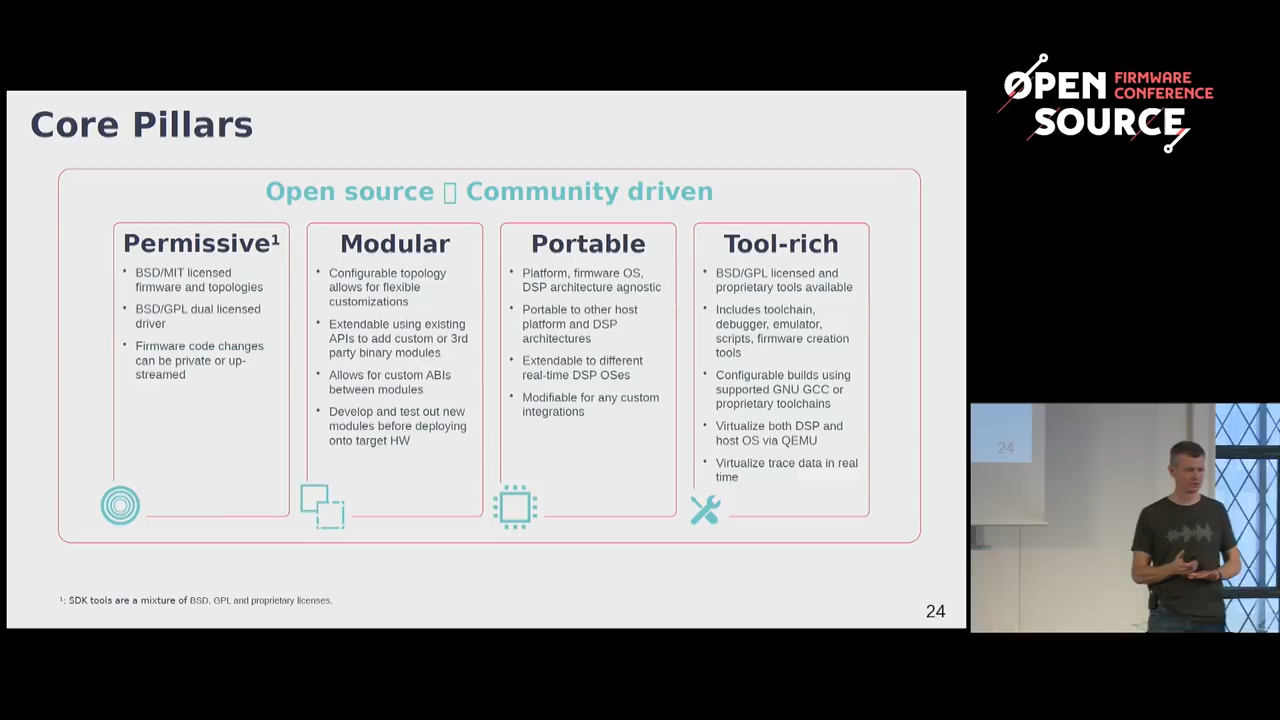 OPEN FIRMWARE
CONFERENCE
SOURCE
Core Pillars
Open source Community driven
Permissive¹
• BSD/MIT licensed
firmware and topologies
• BSD/GPL dual licensed
driver
• Firmware code changes
can be private or up-
streamed
Modular
• Configurable topology
allows for flexible
customizations
• Extendable using existing
APIs to add custom or 3rd
party binary modules
• Allows for custom ABIs
between modules
• Develop and test out new
modules before deploying
onto target HW
Portable
• Platform, firmware OS,
DSP architecture agnostic
• Portable to other host
platform and DSP
architectures
• Extendable to different
real-time DSP OSes
• Modifiable for any custom
integrations
Tool-rich
• BSD/GPL licensed and
proprietary tools available
• Includes toolchain,
debugger, emulator,
scripts, firmware creation
tools
• Configurable builds using
supported GNU GCC or
proprietary toolchains
• Virtualize both DSP and
host OS via QEMU
• Virtualize trace data in real
time
¹: SDK tools are a mixture of BSD, GPL and proprietary licenses.
24
24